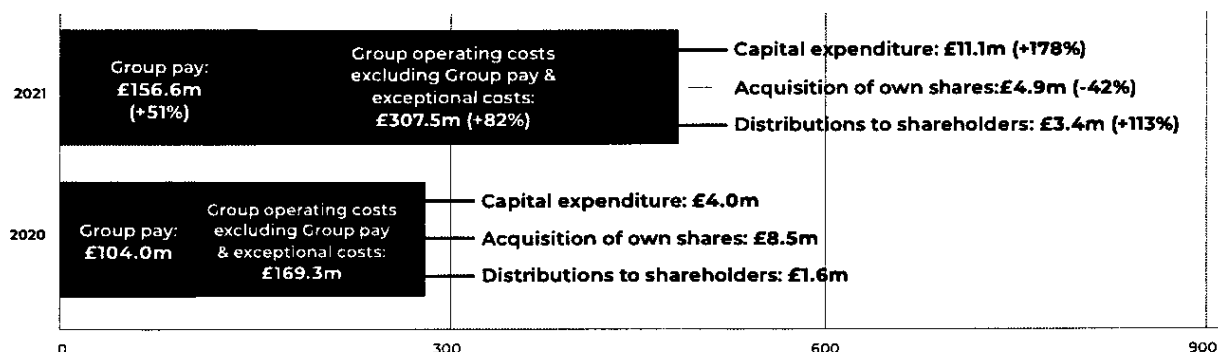 Group pay:
£156.6m
(+51%)
Group operating costs
excluding Group pay &
exceptional costs:
£307.5m (+82%)
Capital expenditure: £11.1m (+178%)
Acquisition of own shares:£4.9m (-42%)
Distributions to shareholders: £3.4m (+113%)
2021
Group pay:
£104.0m
Group operating costs
excluding Group pay
& exceptional costs:
£169.3m
Capital expenditure: £4.0m
Acquisition of own shares: £8.5m
Distributions to shareholders: £1.6m
2020
0 300 600 900